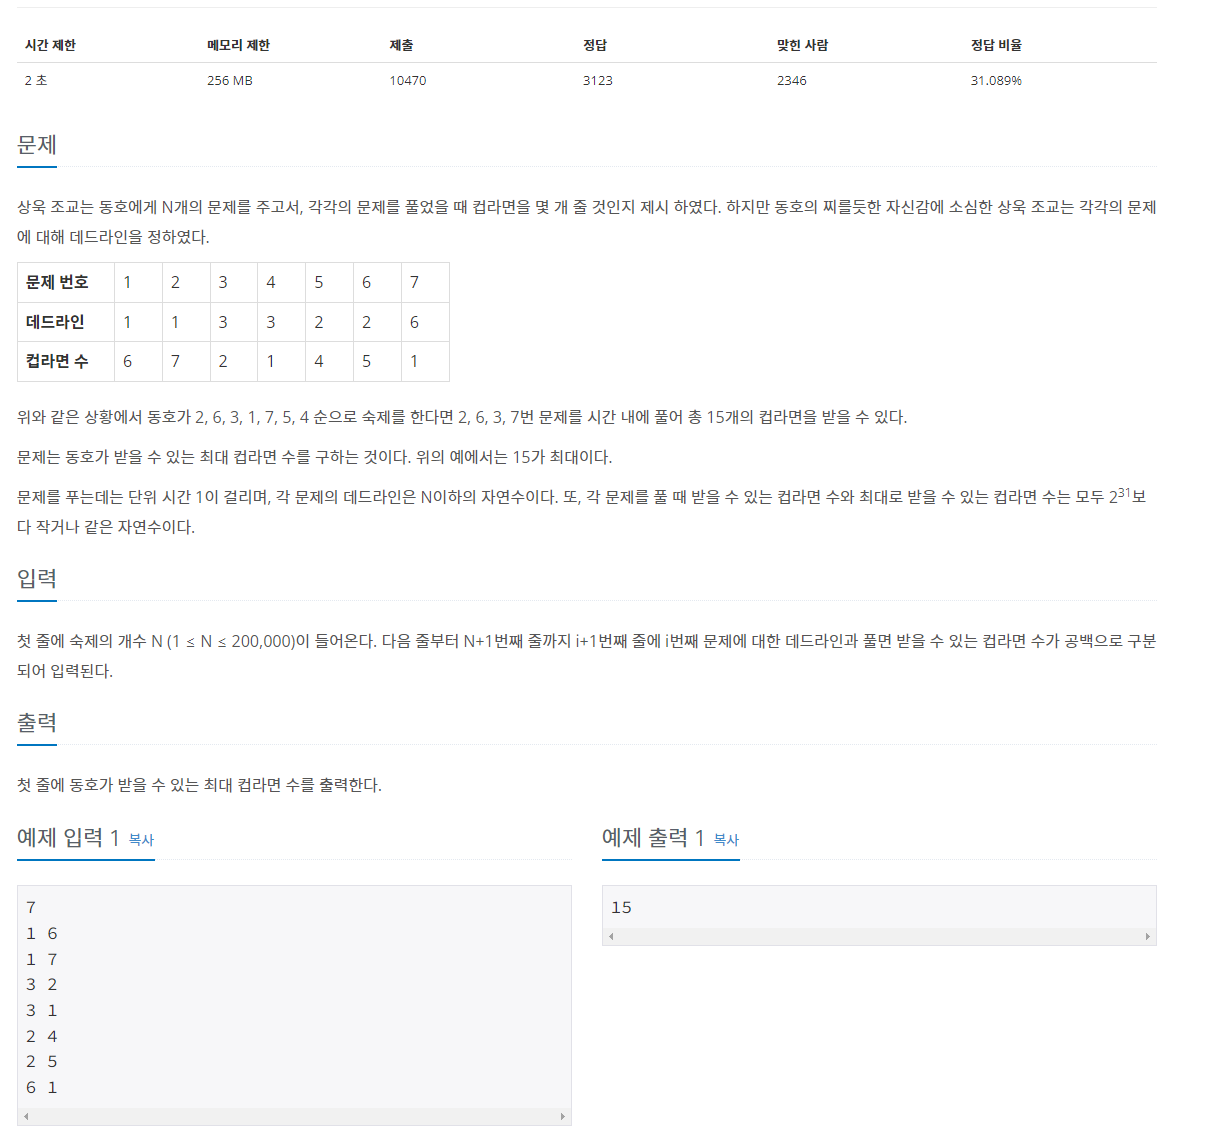 시간 제한 메모리 제한 제출 정답 맞힌 사람 정답 비율
2 초 256 MB 10470 3123 2346 31.089%
문제
상욱 조교는 동호에게 N개의 문제를 주고서, 각각의 문제를 풀었을 때 컵라면을 몇 개 줄 것인지 제시 하였다. 하지만 동호의 찌를듯한 자신감에 소심한 상욱 조교는 각각의 문제
에 대해 데드라인을 정하였다.
문제 번호 1 2 3 4 5 6 7
데드라인 1 1 3 3 2 2 6
컵라면 수 6 7 2 1 4 5 1
위와 같은 상황에서 동호가 2, 6, 3, 1, 7, 5, 4 순으로 숙제를 한다면 2, 6, 3, 7번 문제를 시간 내에 풀어 총 15개의 컵라면을 받을 수 있다.
문제는 동호가 받을 수 있는 최대 컵라면 수를 구하는 것이다. 위의 예에서는 15가 최대이다.
문제를 푸는데는 단위 시간 1이 걸리며, 각 문제의 데드라인은 N이하의 자연수이다. 또, 각 문제를 풀 때 받을 수 있는 컵라면 수와 최대로 받을 수 있는 컵라면 수는 모두 2³¹보
다 작거나 같은 자연수이다.
입력
첫 줄에 숙제의 개수 N (1 ≤ N ≤ 200,000)이 들어온다. 다음 줄부터 N+1번째 줄까지 i+1번째 줄에 i번째 문제에 대한 데드라인과 풀면 받을 수 있는 컵라면 수가 공백으로 구분
되어 입력된다.
출력
첫 줄에 동호가 받을 수 있는 최대 컵라면 수를 출력한다.
예제 입력 1 복사
7
1 6
1 7
3 2
3 1
2 4
2 5
6 1
예제 출력 1 복사
15